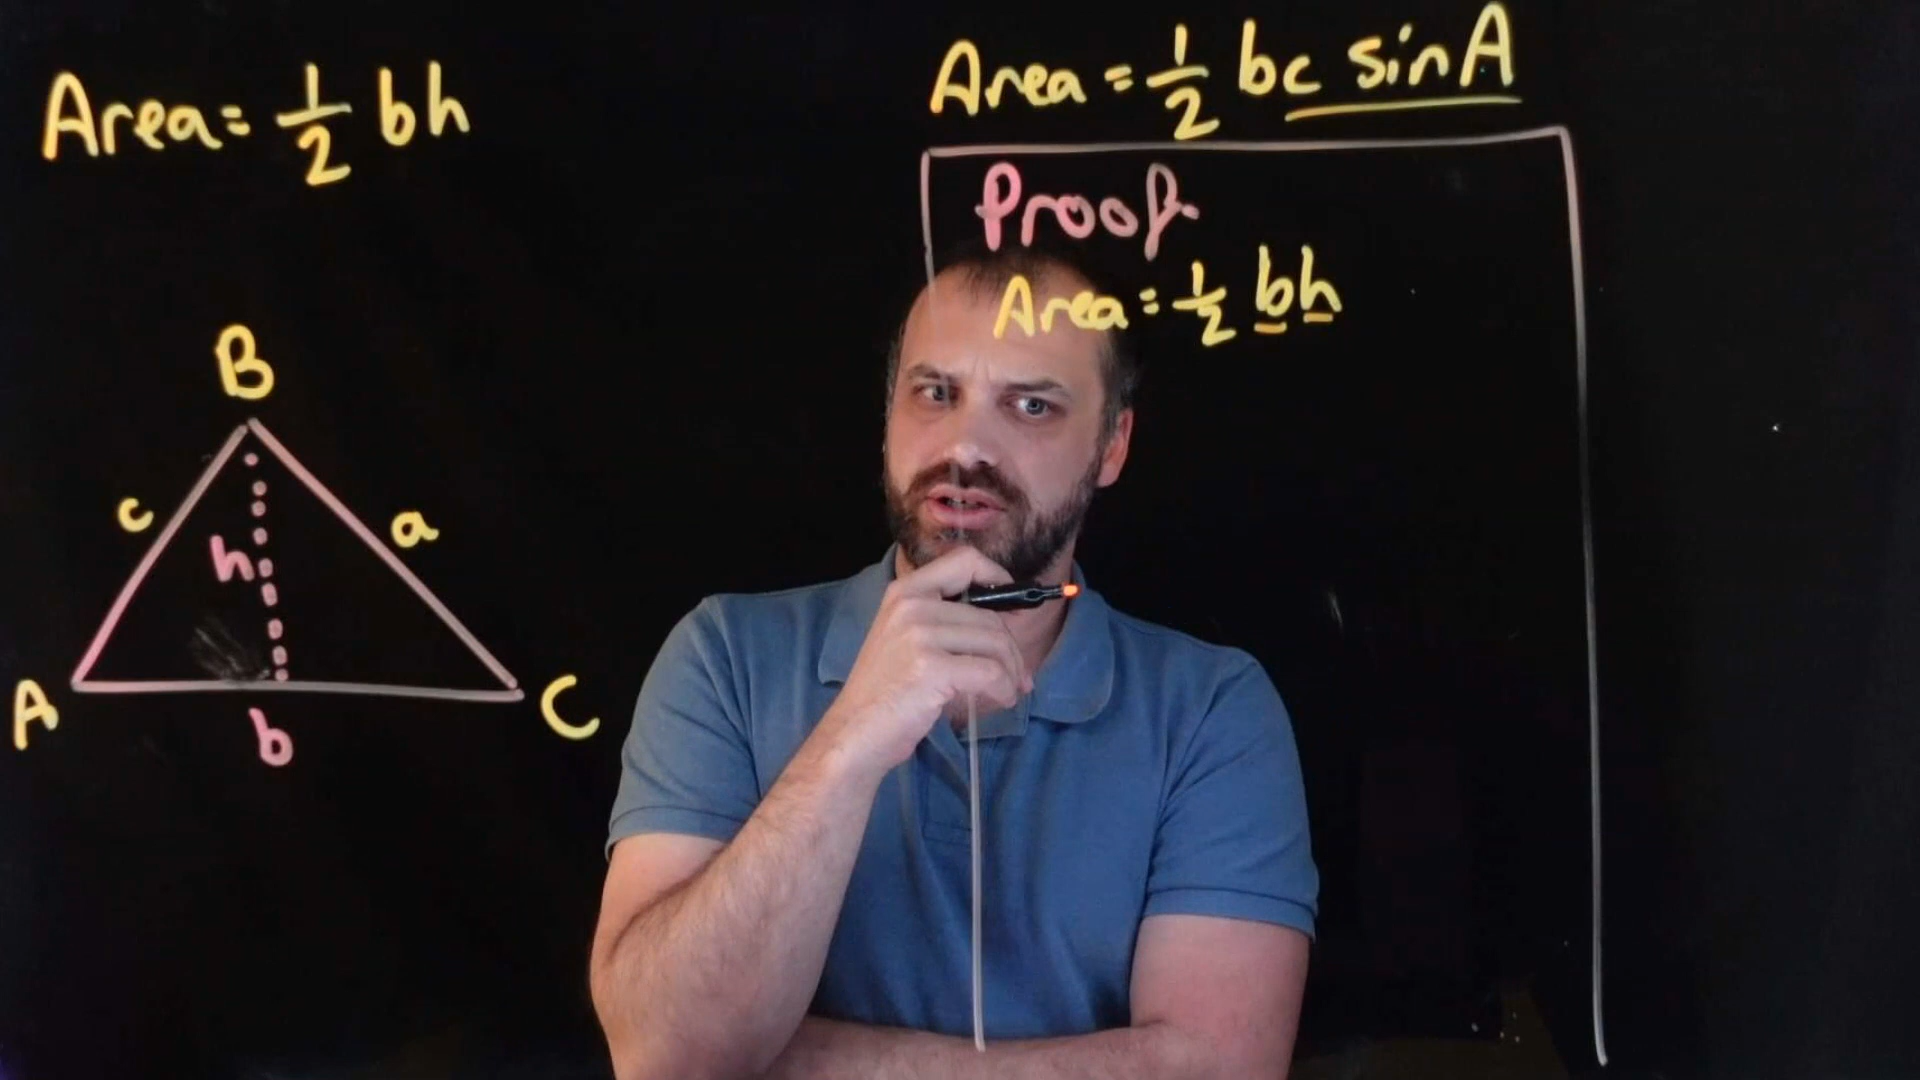 Area = 1/2 bh
B
c
a
h
A
C
b
Area = 1/2 bc sinA
Proof
Area = 1/2 bh